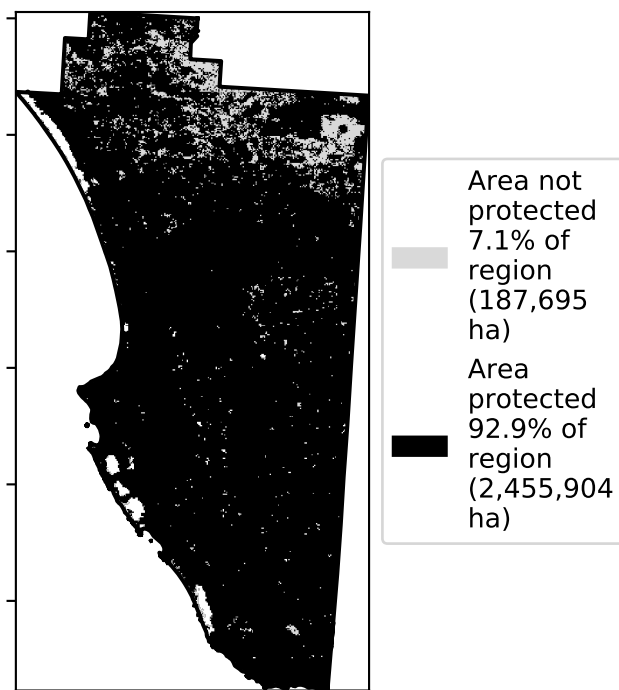 Area not
protected
7.1% of
region
(187,695
ha)
Area
protected
92.9% of
region
(2,455,904
ha)